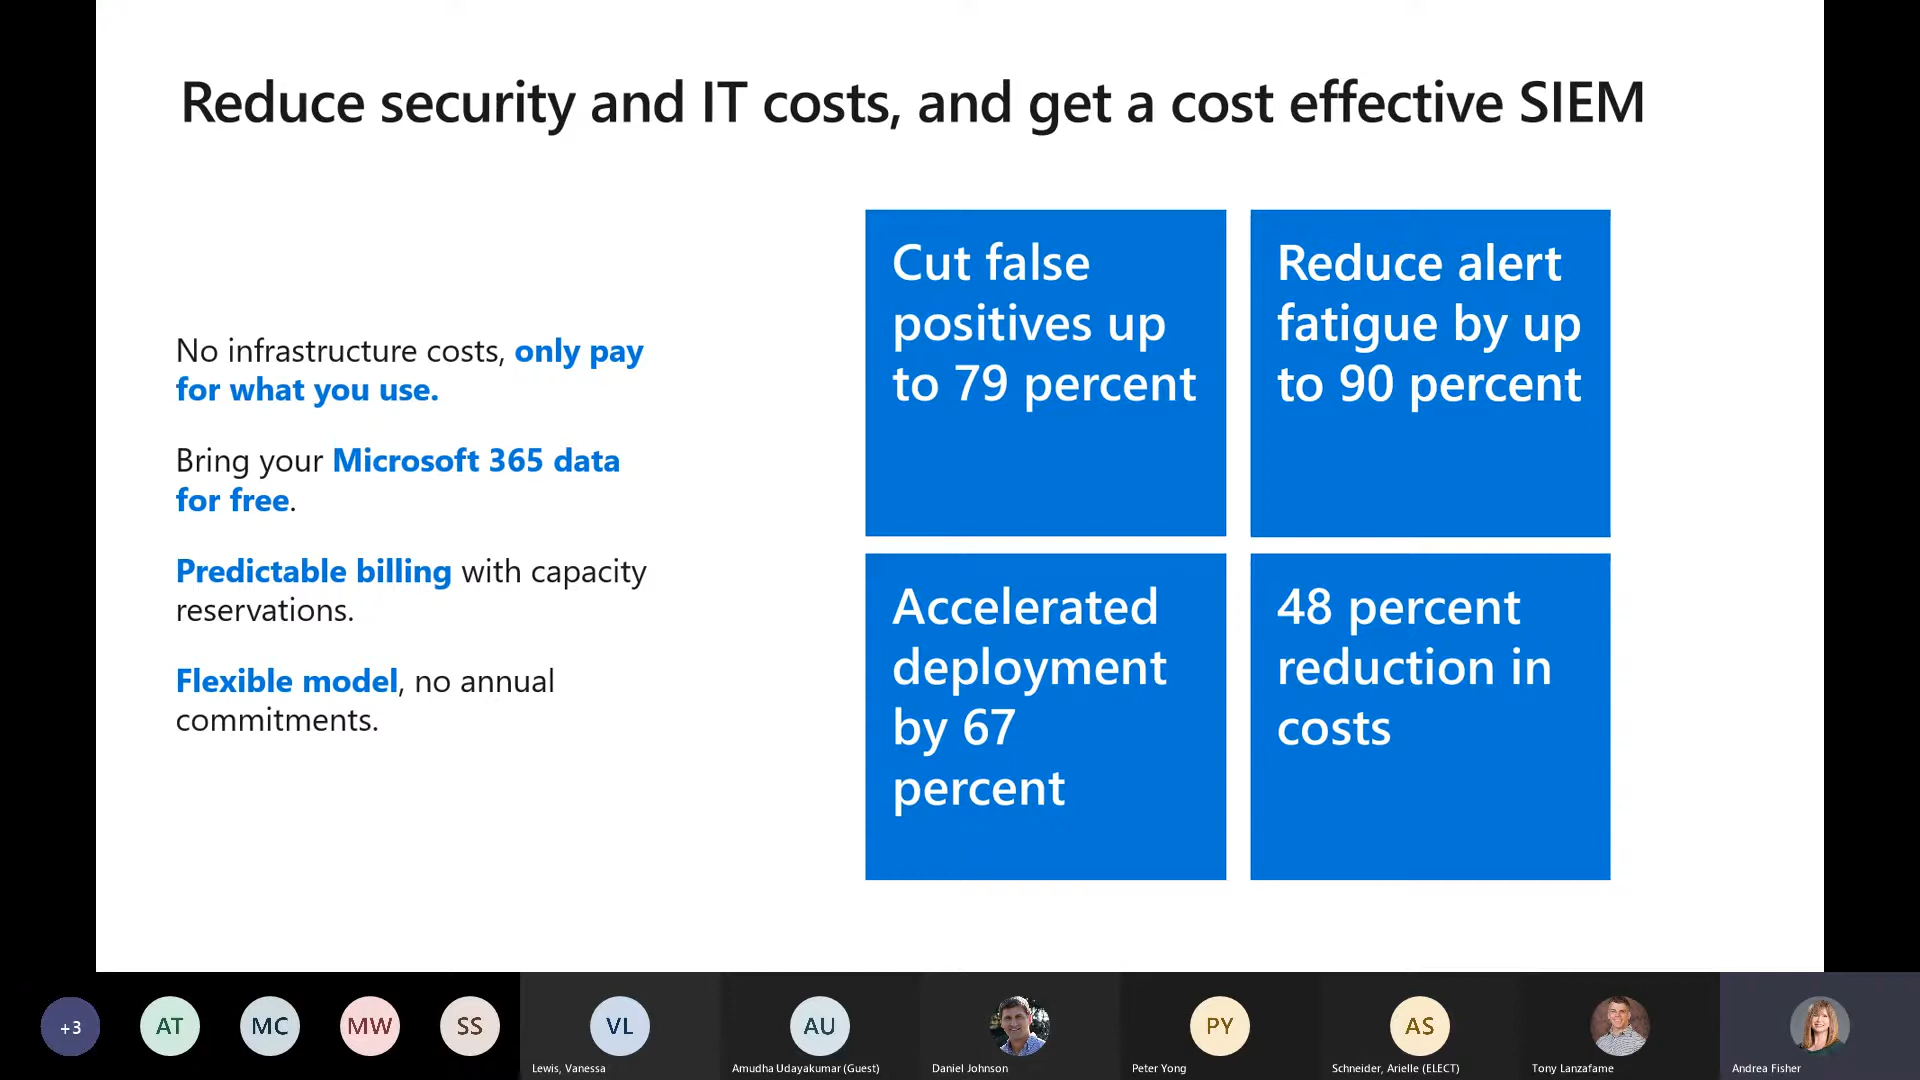 Reduce security and IT costs, and get a cost effective SIEM
No infrastructure costs, only pay
for what you use.
Bring your Microsoft 365 data
for free.
Predictable billing with capacity
reservations.
Flexible model, no annual
commitments.
Cut false
positives up
to 79 percent
Reduce alert
fatigue by up
to 90 percent
Accelerated
deployment
by 67
percent
48 percent
reduction in
costs
+3
AT
MC
MW
SS
VL
Lewis, Vanessa
AU
Amudha Udayakumar (Guest)
Daniel Johnson
PY
Peter Yong
AS
Schneider, Arielle (ELECT)
Tony Lanzafame
Andrea Fisher